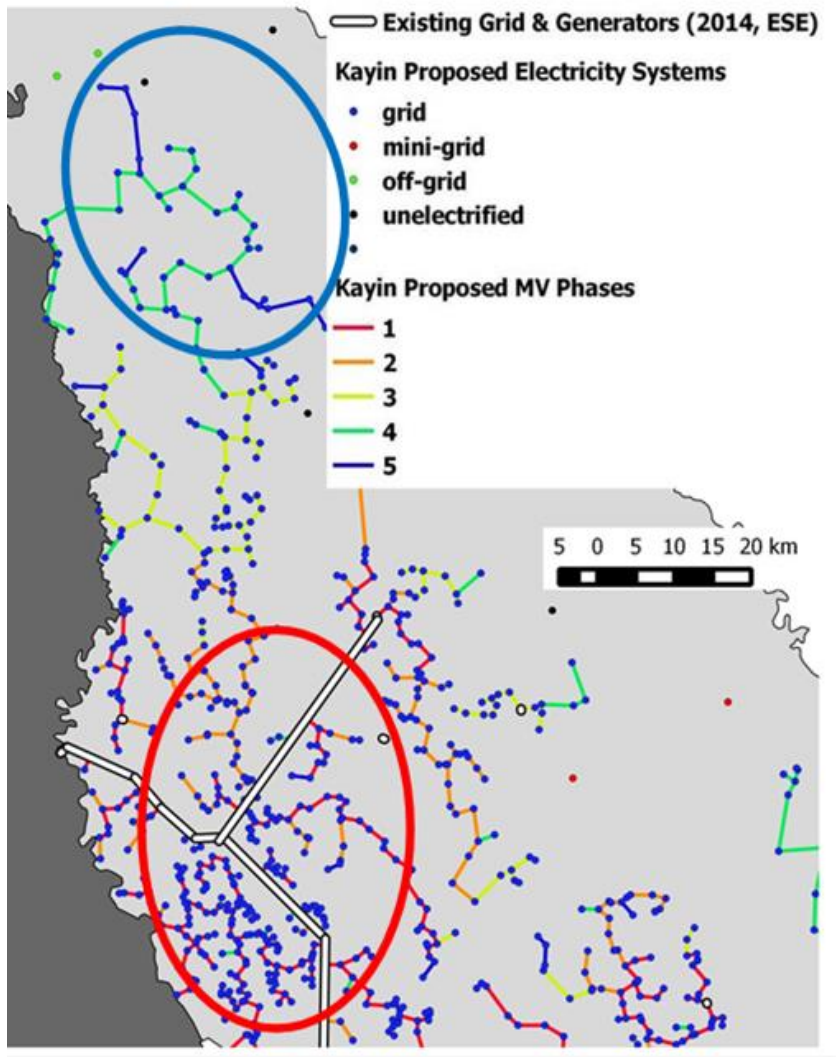 Existing Grid & Generators (2014, ESE)
Kayin Proposed Electricity Systems
grid
mini-grid
off-grid
unelectrified
Kayin Proposed MV Phases
1
2
3
4
5
5 0 5 10 15 20 km